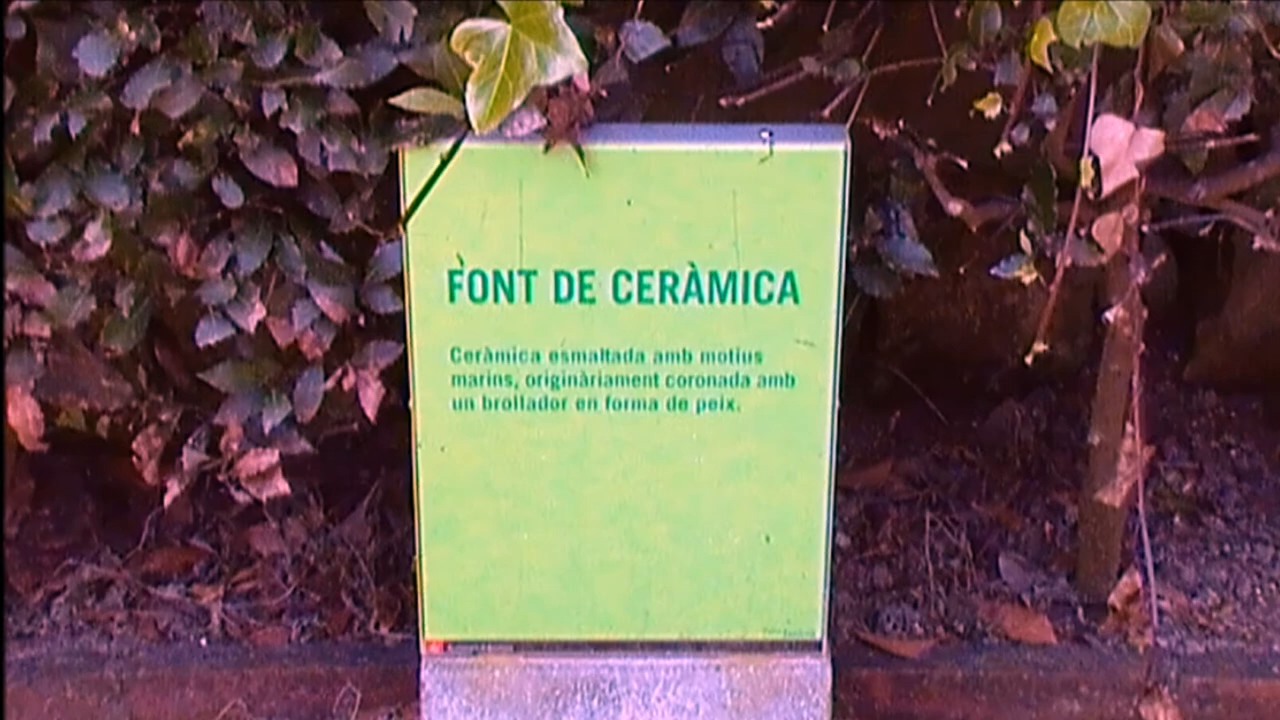 FONT DE CERÀMICA
Ceràmica esmaltada amb motius
marins, originàriament coronada amb
un brollador en forma de peix.